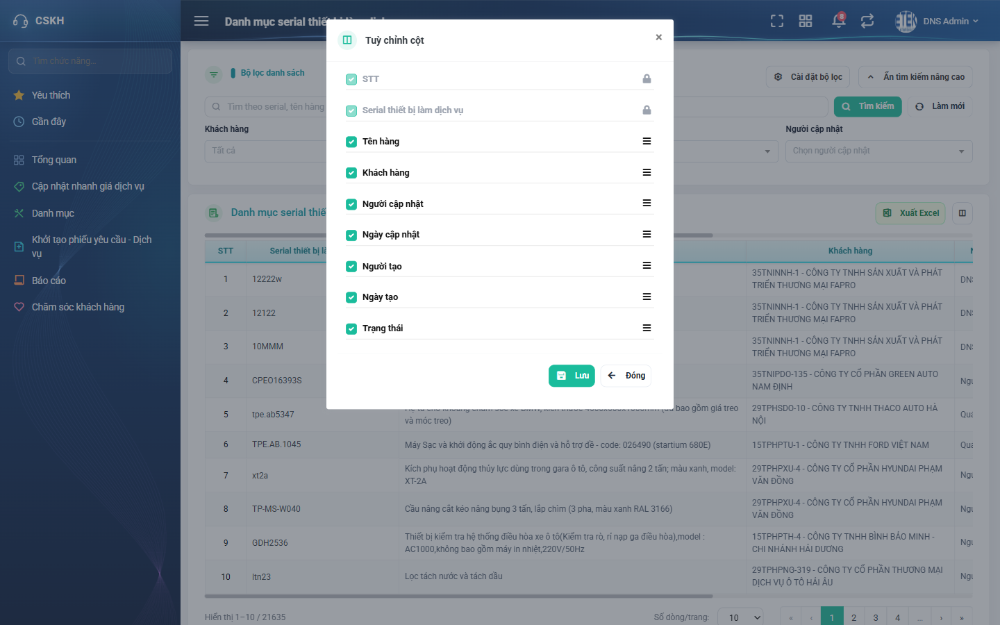 CSKH
Danh mục serial thiết bị làm dịch
8
DNS Admin
Tìm chức năng...
Yêu thích
Gần đây
Tổng quan
Cập nhật nhanh giá dịch vụ
Danh mục
Khởi tạo phiếu yêu cầu - Dịch
vụ
Báo cáo
Chăm sóc khách hàng
Bộ lọc danh sách
Cài đặt bộ lọc
Ẩn tìm kiếm nâng cao
Tìm theo serial, tên hàng
Tìm kiếm
Làm mới
Khách hàng
Người cập nhật
Tất cả
Chọn người cập nhật
Danh mục serial thiế
Xuất Excel
Tuỳ chỉnh cột
×
STT
Serial thiết bị làm dịch vụ
Tên hàng
Khách hàng
Người cập nhật
Ngày cập nhật
Người tạo
Ngày tạo
Trạng thái
Lưu
Đóng
STT
Serial thiết bị là
Khách hàng
1
12222w
35TNINNH-1 - CÔNG TY TNHH SẢN XUẤT VÀ PHÁT
TRIỂN THƯƠNG MẠI FAPRO
DNS
2
12122
35TNINNH-1 - CÔNG TY TNHH SẢN XUẤT VÀ PHÁT
TRIỂN THƯƠNG MẠI FAPRO
DNS
3
10MMM
35TNINNH-1 - CÔNG TY TNHH SẢN XUẤT VÀ PHÁT
TRIỂN THƯƠNG MẠI FAPRO
DNS
4
CPEO16393S
35TNIPDO-135 - CÔNG TY CỔ PHẦN GREEN AUTO
NAM ĐỊNH
Ngu
5
tpe.ab5347
bao gồm giá treo
và móc treo)
29TPHSDO-10 - CÔNG TY TNHH THACO AUTO HÀ
NỘI
Qua
6
TPE.AB.1045
Máy Sạc và khởi động ắc quy bình điện và hỗ trợ đề - code: 026490 (startium 680E)
15TPHPTU-1 - CÔNG TY TNHH FORD VIỆT NAM
Qua
7
xt2a
Kích phụ hoạt động thủy lực dùng trong gara ô tô, công suất nâng 2 tấn; màu xanh, model:
XT-2A
29TPHPXU-4 - CÔNG TY CỔ PHẦN HYUNDAI PHẠM
VĂN ĐỒNG
Ngu
8
TP-MS-W040
Cầu nâng cắt kéo nâng bụng 3 tấn, lắp chìm (3 pha, màu xanh RAL 3166)
29TPHPXU-4 - CÔNG TY CỔ PHẦN HYUNDAI PHẠM
VĂN ĐỒNG
Ngu
9
GDH2536
Thiết bị kiểm tra hệ thống điều hòa xe ô tô(Kiểm tra rò, rỉ nạp ga điều hòa),model :
AC1000,không bao gồm máy in nhiệt,220V/50Hz
15TPHPTH-4 - CÔNG TY TNHH BÌNH BẢO MINH -
CHI NHÁNH HẢI DƯƠNG
Ngu
10
ltn23
Lọc tách nước và tách dầu
29TPHPNG-319 - CÔNG TY CỔ PHẦN THƯƠNG MẠI
DỊCH VỤ Ô TÔ HẢI ÂU
Ngu
Hiển thị 1–10 / 21635
Số dòng/trang:
10
« ‹ 1 2 3 4 ... › »